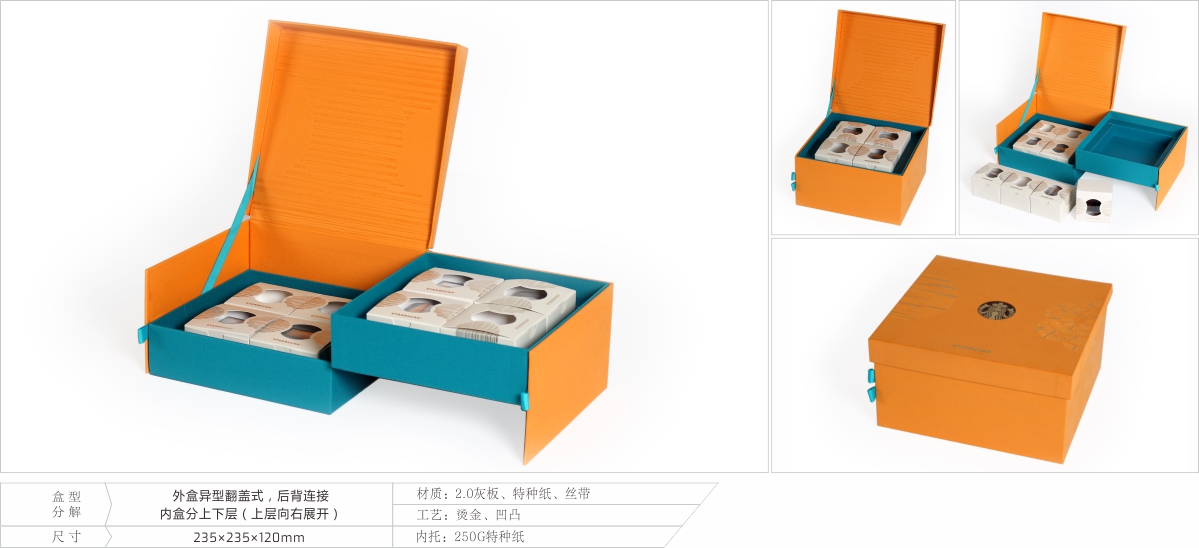 盒型
分解
外盒异型翻盖式，后背连接
内盒分上下层（上层向右展开）
尺寸
235×235×120mm
材质：2.0灰板、特种纸、丝带
工艺：烫金、凹凸
内托：250G特种纸